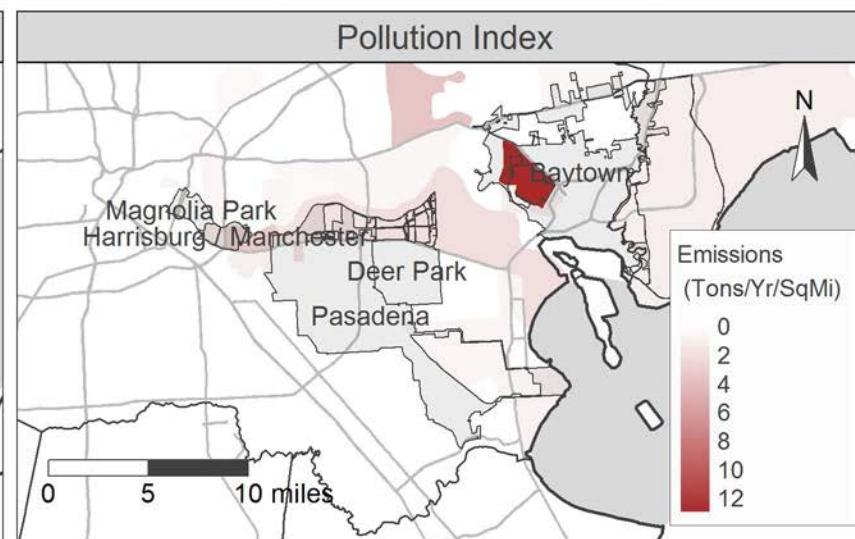 Pollution Index
N
Baytown
Magnolia Park
Harrisburg
Manchester
Deer Park
Pasadena
Emissions
(Tons/Yr/SqMi)
0
2
4
6
8
10
12
0 5 10 miles